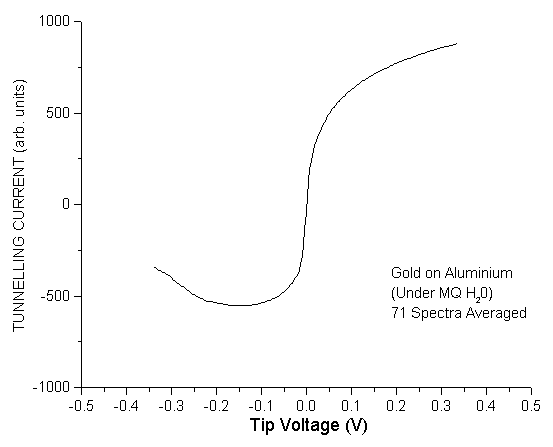 1000
500
0
-500
-1000
TUNNELLING CURRENT (arb. units)
Gold on Aluminium
(Under MQ H₂0)
71 Spectra Averaged
-0.5 -0.4 -0.3 -0.2 -0.1 0.0 0.1 0.2 0.3 0.4 0.5
Tip Voltage (V)